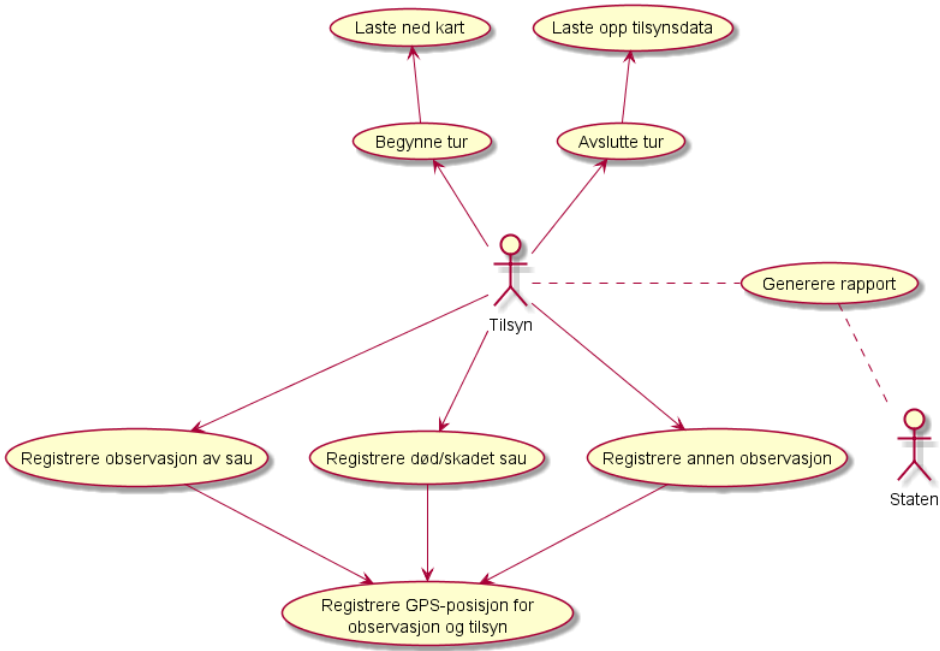 Laste ned kart
Laste opp tilsynsdata
Begynne tur
Avslutte tur
Generere rapport
Tilsyn
Registrere observasjon av sau
Registrere død/skadet sau
Registrere annen observasjon
Staten
Registrere GPS-posisjon for
observasjon og tilsyn